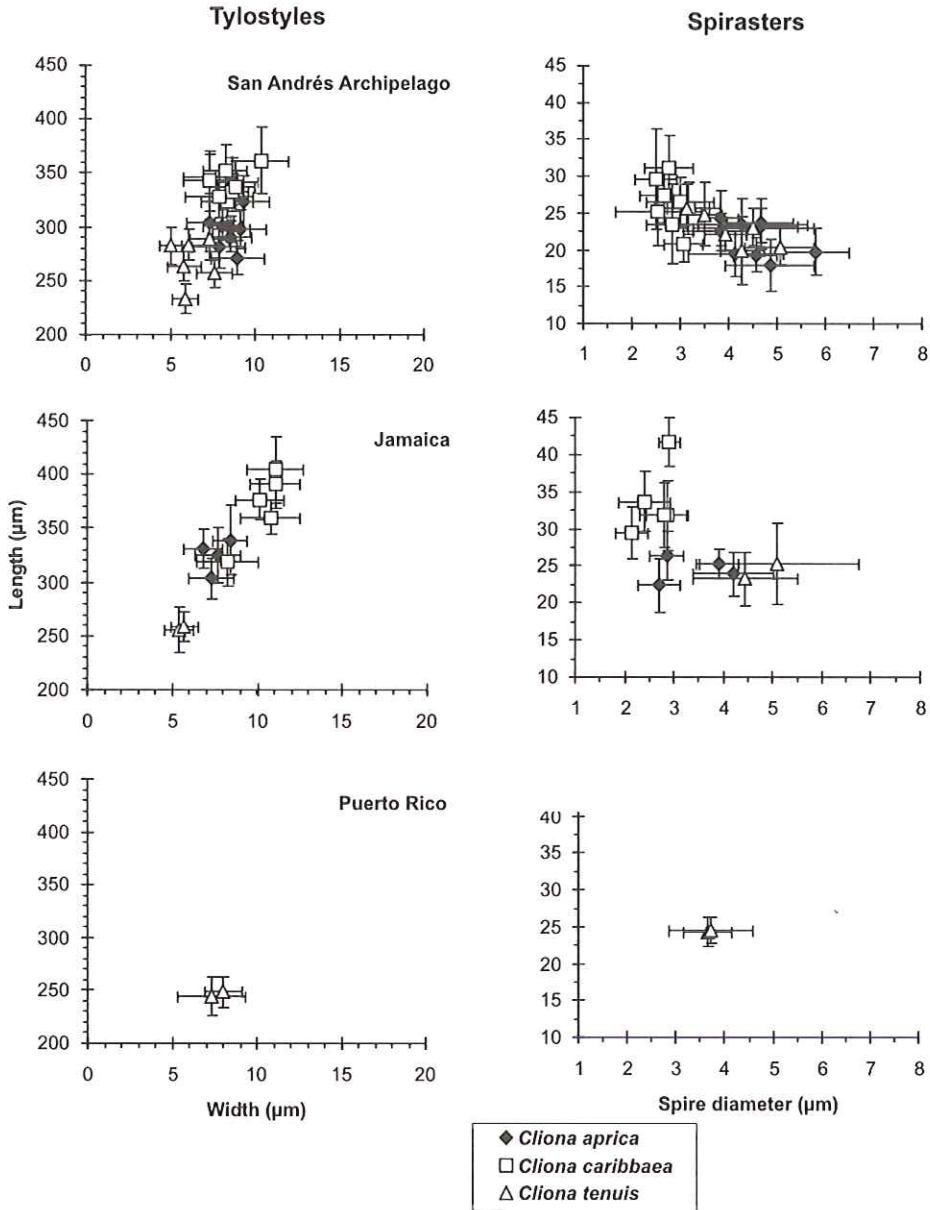 Tylostyles
Spirasters
San Andrés Archipelago
450
400
350
300
250
200
0 5 10 15 20
45
40
35
30
25
20
15
10
1 2 3 4 5 6 7 8
Jamaica
Length (µm)
450
400
350
300
250
200
0 5 10 15 20
45
40
35
30
25
20
15
10
1 2 3 4 5 6 7 8
Puerto Rico
450
400
350
300
250
200
0 5 10 15 20
Width (µm)
40
35
30
25
20
15
10
1 2 3 4 5 6 7 8
Spire diameter (µm)
Cliona aprica
Cliona caribbaea
Cliona tenuis